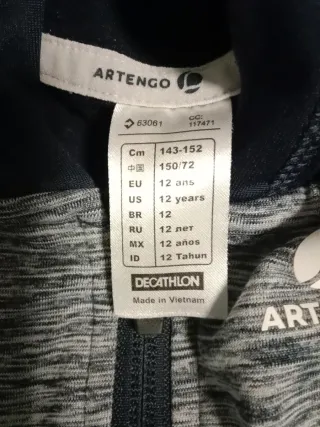 ARTENGO
63061 CC: 117471
Cm 143-152
中国 150/72
EU 12 ans
US 12 years
BR 12
RU 12 лет
MX 12 años
ID 12 Tahun
DECATHLON
Made in Vietnam
ART